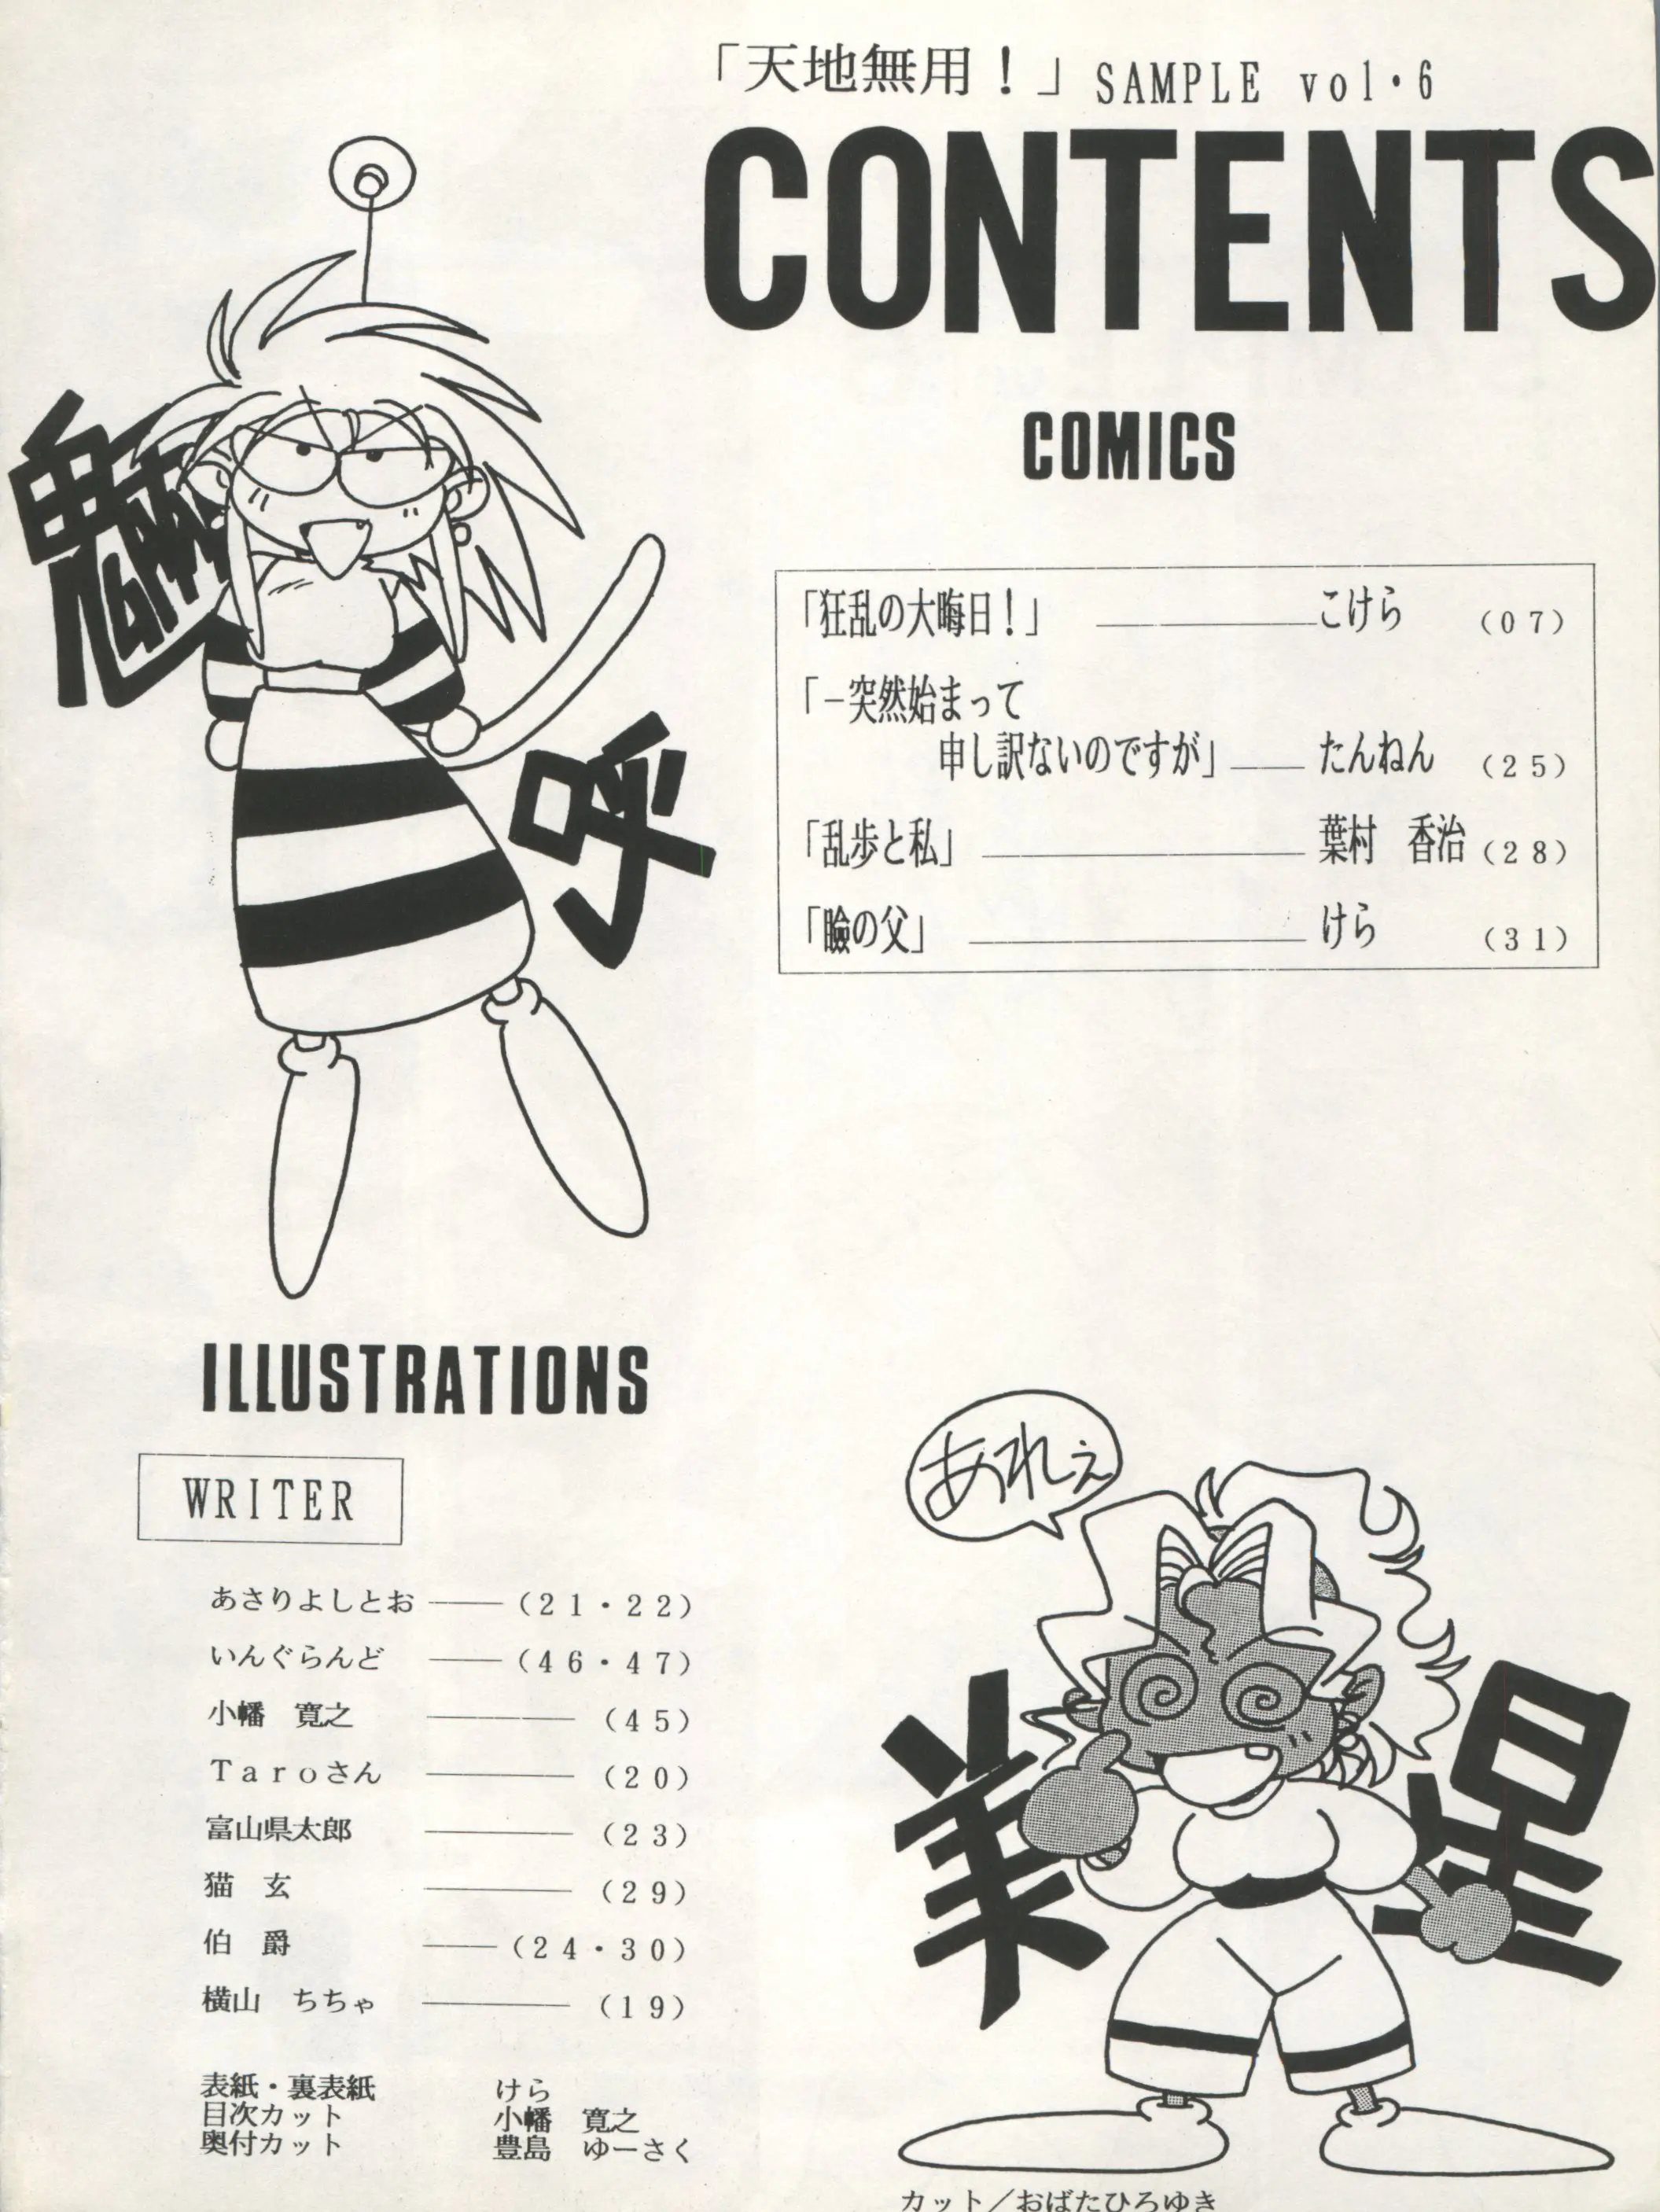 「天地無用！」SAMPLE vol・6
CONTENTS
COMICS
「狂乱の大晦日！」 こけら (07)
「－突然始まって
申し訳ないのですが」 たんねん (25)
「乱歩と私」 葉村 香治 (28)
「瞼の父」 けら (31)
魎
呼
ILLUSTRATIONS
WRITER
あさりよしとお (21・22)
いんぐらんど (46・47)
小幡 寛之 (45)
Taroさん (20)
富山県太郎 (23)
猫 玄 (29)
伯 爵 (24・30)
横山 ちちゃ (19)
表紙・裏表紙 けら
目次カット 小幡 寛之
奥付カット 豊島 ゆーさく
あれぇ
美
星
カット／おばたひろゆき